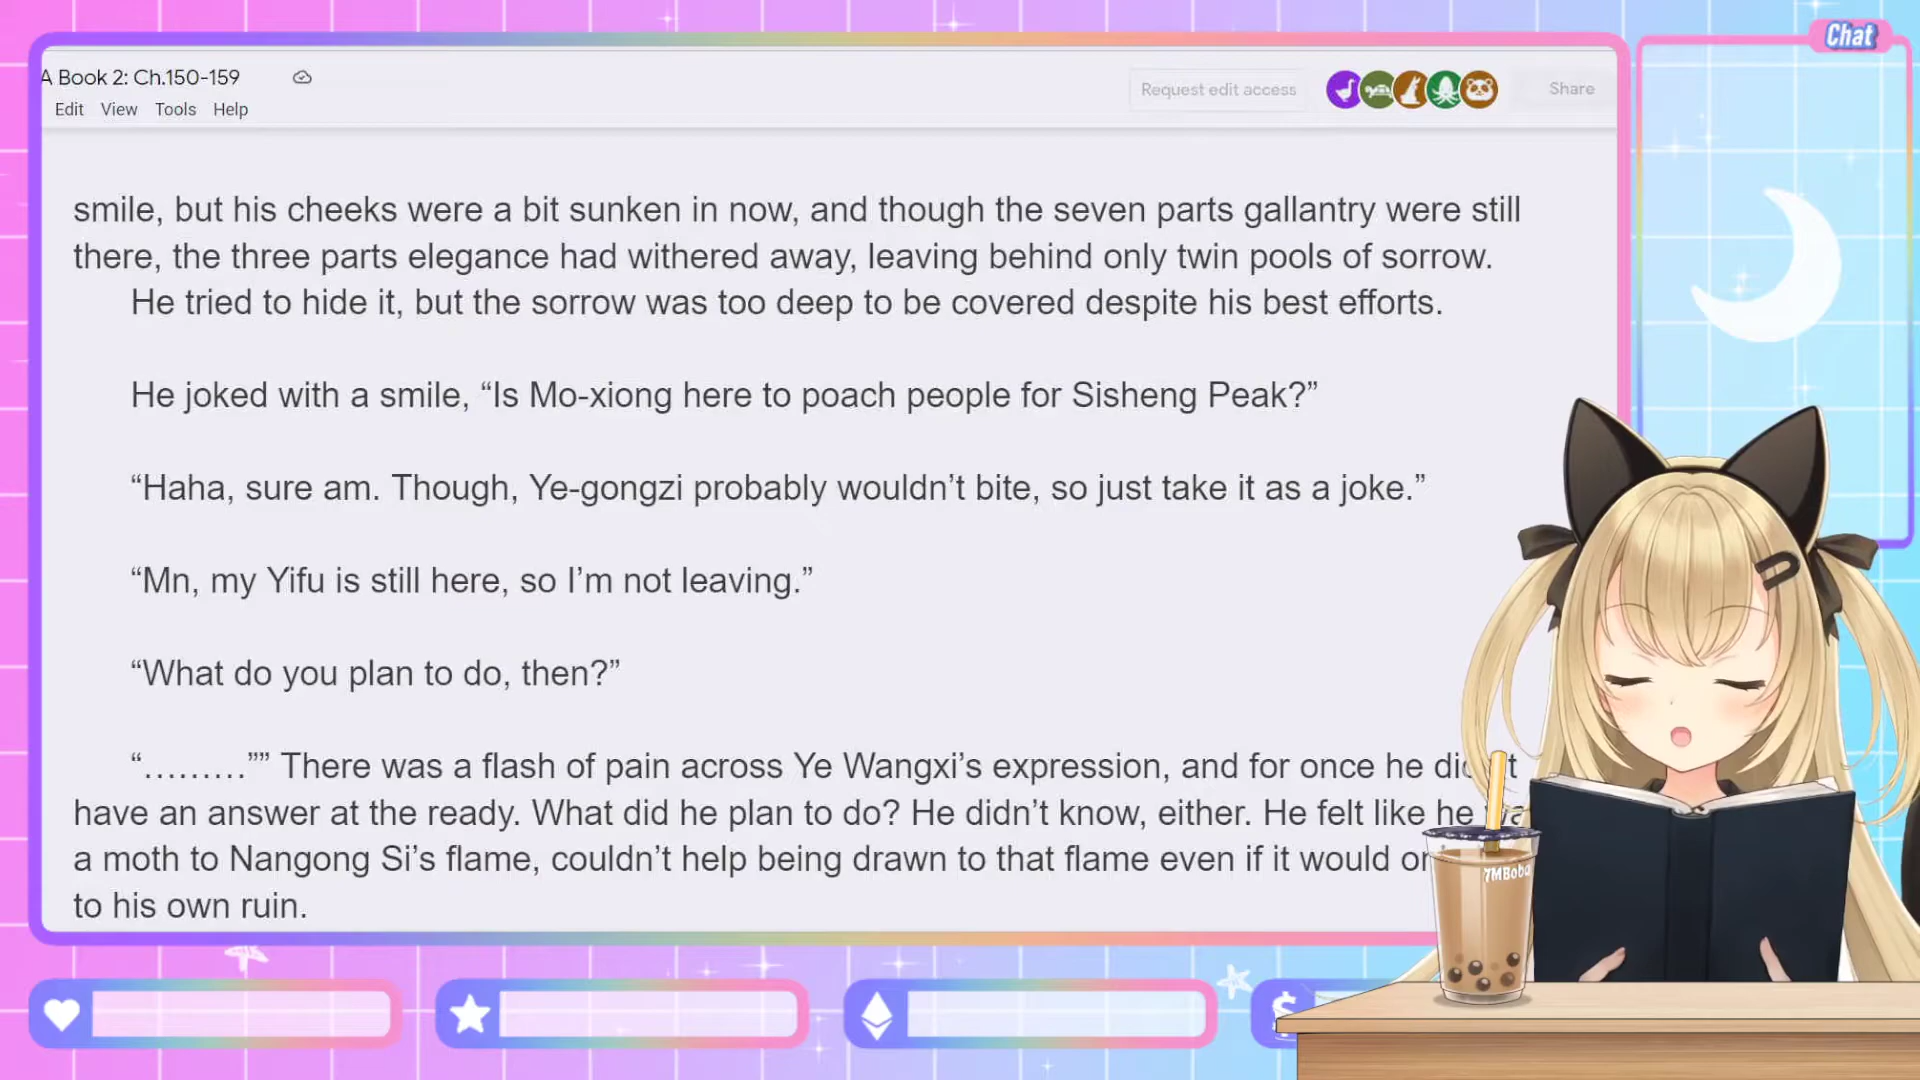 Chat
A Book 2: Ch.150-159
Request edit access
Share
Edit View Tools Help
smile, but his cheeks were a bit sunken in now, and though the seven parts gallantry were still
there, the three parts elegance had withered away, leaving behind only twin pools of sorrow.
He tried to hide it, but the sorrow was too deep to be covered despite his best efforts.
He joked with a smile, “Is Mo-xiong here to poach people for Sisheng Peak?”
“Haha, sure am. Though, Ye-gongzi probably wouldn’t bite, so just take it as a joke.”
“Mn, my Yifu is still here, so I’m not leaving.”
“What do you plan to do, then?”
“.........”” There was a flash of pain across Ye Wangxi’s expression, and for once he
have an answer at the ready. What did he plan to do? He didn’t know, either. He felt like he
a moth to Nangong Si’s flame, couldn’t help being drawn to that flame even if it would
to his own ruin.
7MBoba